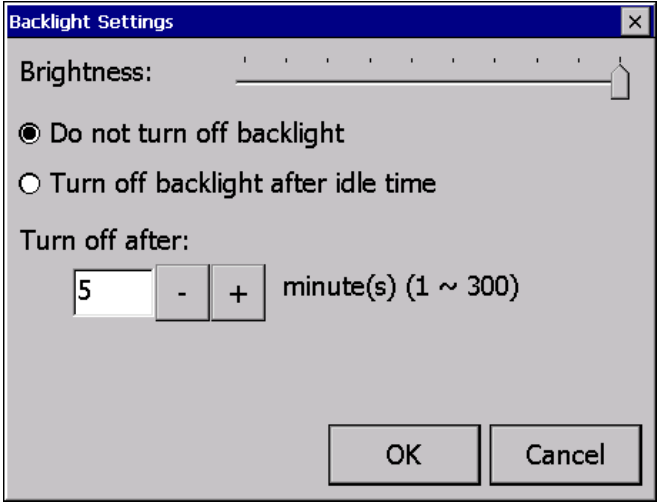 Backlight Settings
Brightness:
Do not turn off backlight
Turn off backlight after idle time
Turn off after:
5 - + minute(s) (1 ~ 300)
OK Cancel